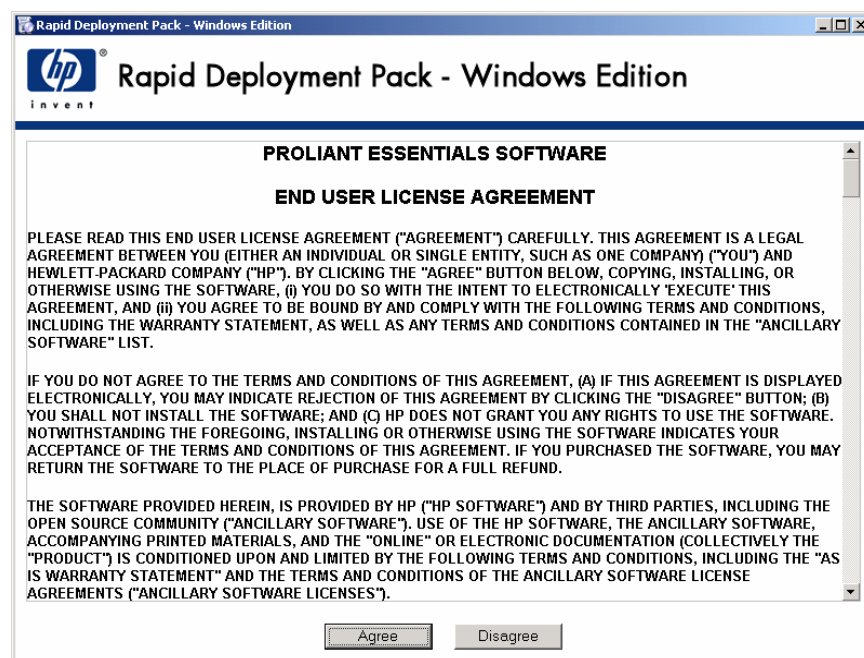 Rapid Deployment Pack - Windows Edition
hp
®
invent
Rapid Deployment Pack - Windows Edition
PROLIANT ESSENTIALS SOFTWARE
END USER LICENSE AGREEMENT
PLEASE READ THIS END USER LICENSE AGREEMENT ("AGREEMENT") CAREFULLY. THIS AGREEMENT IS A LEGAL
AGREEMENT BETWEEN YOU (EITHER AN INDIVIDUAL OR SINGLE ENTITY, SUCH AS ONE COMPANY) ("YOU") AND
HEWLETT-PACKARD COMPANY ("HP"). BY CLICKING THE "AGREE" BUTTON BELOW, COPYING, INSTALLING, OR
OTHERWISE USING THE SOFTWARE, (i) YOU DO SO WITH THE INTENT TO ELECTRONICALLY 'EXECUTE' THIS
AGREEMENT, AND (ii) YOU AGREE TO BE BOUND BY AND COMPLY WITH THE FOLLOWING TERMS AND CONDITIONS,
INCLUDING THE WARRANTY STATEMENT, AS WELL AS ANY TERMS AND CONDITIONS CONTAINED IN THE "ANCILLARY
SOFTWARE" LIST.
IF YOU DO NOT AGREE TO THE TERMS AND CONDITIONS OF THIS AGREEMENT, (A) IF THIS AGREEMENT IS DISPLAYED
ELECTRONICALLY, YOU MAY INDICATE REJECTION OF THIS AGREEMENT BY CLICKING THE "DISAGREE" BUTTON; (B)
YOU SHALL NOT INSTALL THE SOFTWARE; AND (C) HP DOES NOT GRANT YOU ANY RIGHTS TO USE THE SOFTWARE.
NOTWITHSTANDING THE FOREGOING, INSTALLING OR OTHERWISE USING THE SOFTWARE INDICATES YOUR
ACCEPTANCE OF THE TERMS AND CONDITIONS OF THIS AGREEMENT. IF YOU PURCHASED THE SOFTWARE, YOU MAY
RETURN THE SOFTWARE TO THE PLACE OF PURCHASE FOR A FULL REFUND.
THE SOFTWARE PROVIDED HEREIN, IS PROVIDED BY HP ("HP SOFTWARE") AND BY THIRD PARTIES, INCLUDING THE
OPEN SOURCE COMMUNITY ("ANCILLARY SOFTWARE"). USE OF THE HP SOFTWARE, THE ANCILLARY SOFTWARE,
ACCOMPANYING PRINTED MATERIALS, AND THE "ONLINE" OR ELECTRONIC DOCUMENTATION (COLLECTIVELY THE
"PRODUCT") IS CONDITIONED UPON AND LIMITED BY THE FOLLOWING TERMS AND CONDITIONS, INCLUDING THE "AS
IS WARRANTY STATEMENT" AND THE TERMS AND CONDITIONS OF THE ANCILLARY SOFTWARE LICENSE
AGREEMENTS ("ANCILLARY SOFTWARE LICENSES").
Agree
Disagree